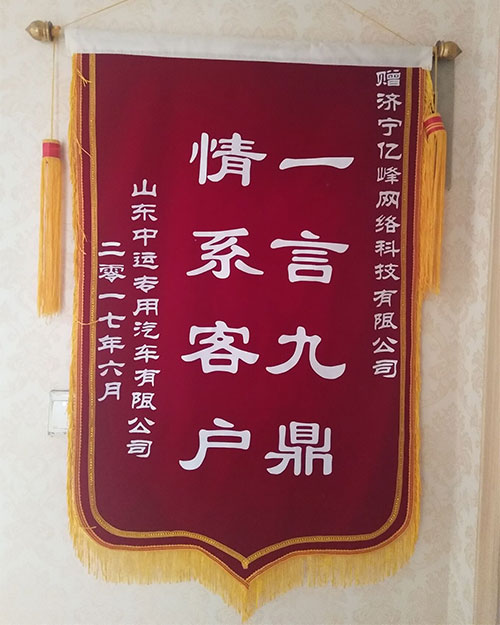 赠济宁亿峰网络科技有限公司
一言九鼎
情系客户
山东中运专用汽车有限公司
二零一七年六月